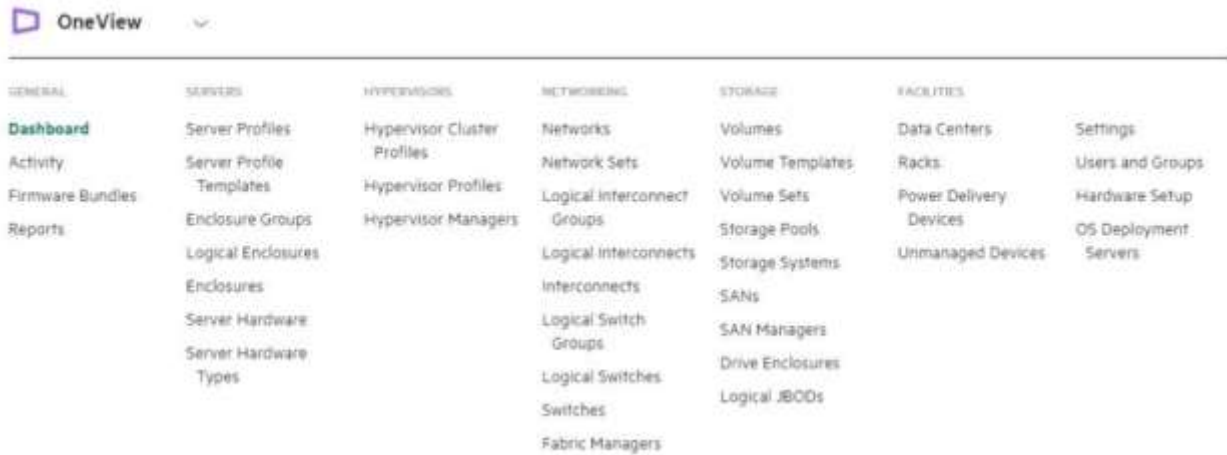 OneView
GENERAL
Dashboard
Activity
Firmware Bundles
Reports
SERVERS
Server Profiles
Server Profile
Templates
Enclosure Groups
Logical Enclosures
Enclosures
Server Hardware
Server Hardware
Types
HYPERVISORS
Hypervisor Cluster
Profiles
Hypervisor Profiles
Hypervisor Managers
NETWORKING
Networks
Network Sets
Logical Interconnect
Groups
Logical Interconnects
Interconnects
Logical Switch
Groups
Logical Switches
Switches
Fabric Managers
STORAGE
Volumes
Volume Templates
Volume Sets
Storage Pools
Storage Systems
SANs
SAN Managers
Drive Enclosures
Logical JBODs
FACILITIES
Data Centers
Racks
Power Delivery
Devices
Unmanaged Devices
Settings
Users and Groups
Hardware Setup
OS Deployment
Servers